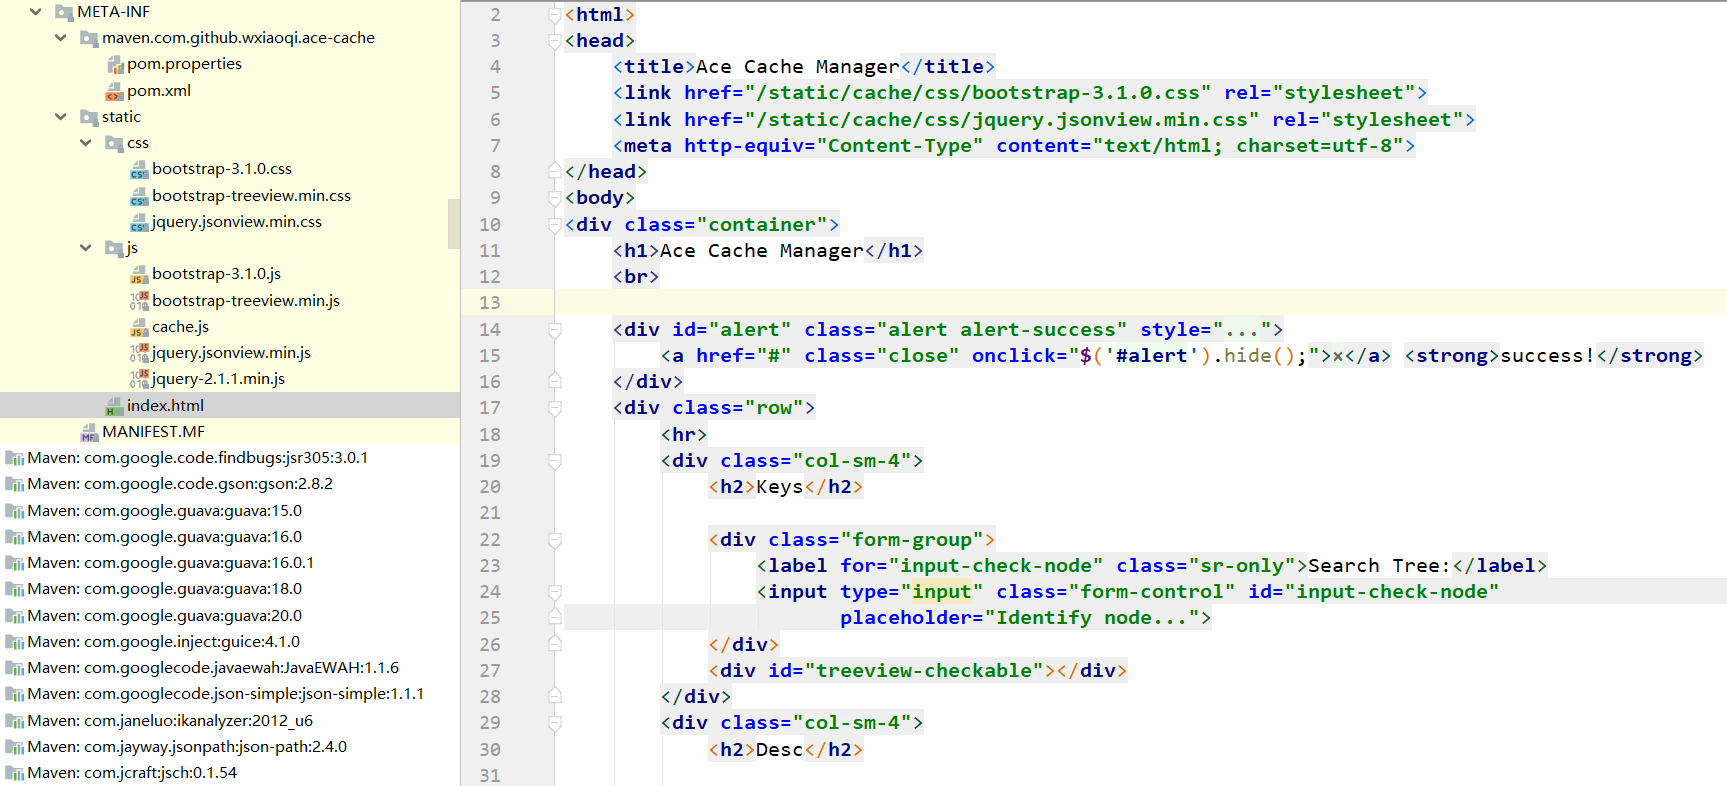 META-INF
maven.com.github.wxiaoqi.ace-cache
pom.properties
pom.xml
static
css
bootstrap-3.1.0.css
bootstrap-treeview.min.css
jquery.jsonview.min.css
js
bootstrap-3.1.0.js
bootstrap-treeview.min.js
cache.js
jquery.jsonview.min.js
jquery-2.1.1.min.js
index.html
MANIFEST.MF
Maven: com.google.code.findbugs:jsr305:3.0.1
Maven: com.google.code.gson:gson:2.8.2
Maven: com.google.guava:guava:15.0
Maven: com.google.guava:guava:16.0
Maven: com.google.guava:guava:16.0.1
Maven: com.google.guava:guava:18.0
Maven: com.google.guava:guava:20.0
Maven: com.google.inject:guice:4.1.0
Maven: com.googlecode.javaewah:JavaEWAH:1.1.6
Maven: com.googlecode.json-simple:json-simple:1.1.1
Maven: com.janeluo:ikanalyzer:2012_u6
Maven: com.jayway.jsonpath:json-path:2.4.0
Maven: com.jcraft:jsch:0.1.54
2 <html>
3 <head>
4 <title>Ace Cache Manager</title>
5 <link href="/static/cache/css/bootstrap-3.1.0.css" rel="stylesheet">
6 <link href="/static/cache/css/jquery.jsonview.min.css" rel="stylesheet">
7 <meta http-equiv="Content-Type" content="text/html; charset=utf-8">
8 </head>
9 <body>
10 <div class="container">
11 <h1>Ace Cache Manager</h1>
12 <br>
13
14 <div id="alert" class="alert alert-success" style="...">
15 <a href="#" class="close" onclick="$('#alert').hide();">×</a> <strong>success!</strong>
16 </div>
17 <div class="row">
18 <hr>
19 <div class="col-sm-4">
20 <h2>Keys</h2>
21
22 <div class="form-group">
23 <label for="input-check-node" class="sr-only">Search Tree:</label>
24 <input type="input" class="form-control" id="input-check-node"
25 placeholder="Identify node...">
26 </div>
27 <div id="treeview-checkable"></div>
28 </div>
29 <div class="col-sm-4">
30 <h2>Desc</h2>
31